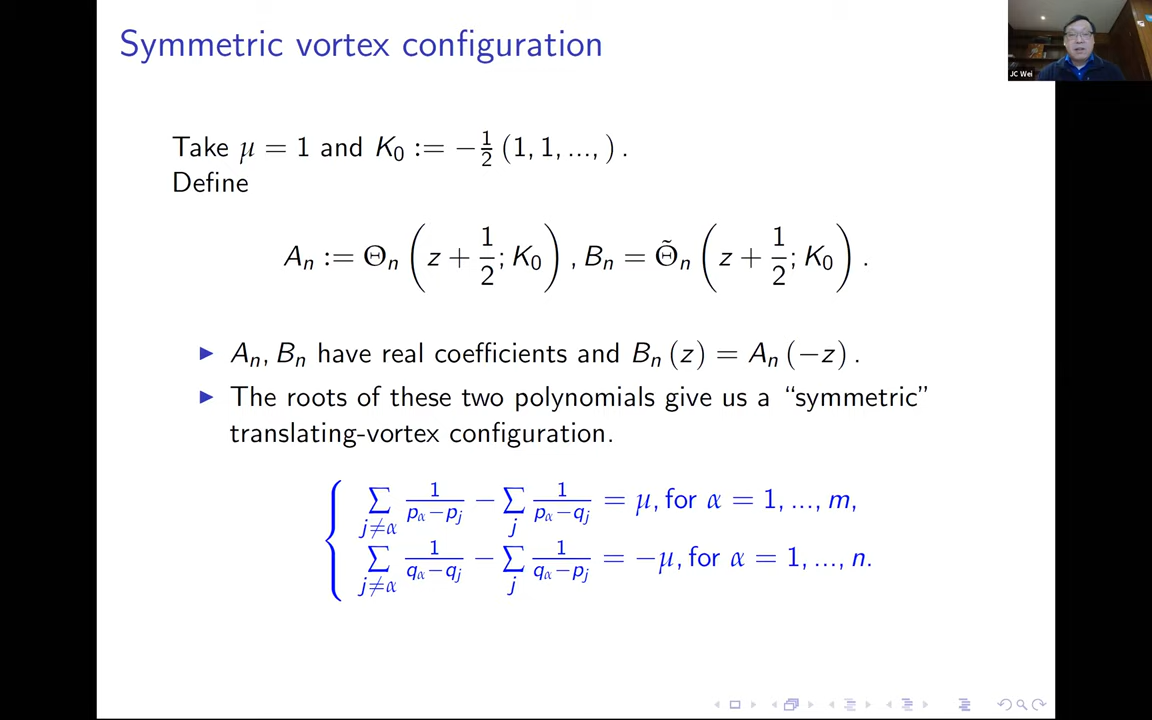 Symmetric vortex configuration
JC Wei
Take μ = 1 and K₀ := −½ (1, 1, ..., ) .
Define
Aₙ := Θₙ ( z + 1/2 ; K₀ ) , Bₙ = Θ̃ₙ ( z + 1/2 ; K₀ ) .
▶ Aₙ, Bₙ have real coefficients and Bₙ (z) = Aₙ (−z) .
▶ The roots of these two polynomials give us a “symmetric”
translating-vortex configuration.
{ ∑_{j≠α} 1/(p_α−p_j) − ∑_j 1/(p_α−q_j) = μ, for α = 1, ..., m,
∑_{j≠α} 1/(q_α−q_j) − ∑_j 1/(q_α−p_j) = −μ, for α = 1, ..., n.